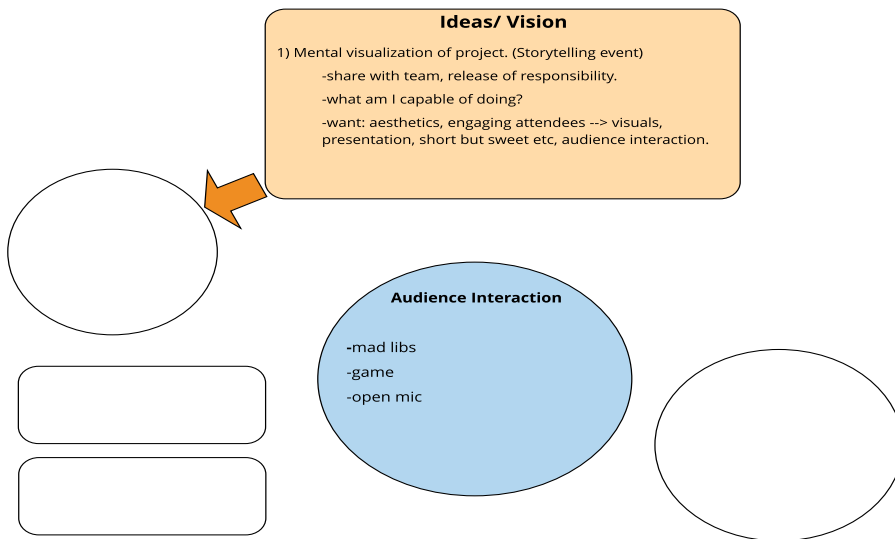 Ideas/ Vision
1) Mental visualization of project. (Storytelling event)
-share with team, release of responsibility.
-what am I capable of doing?
-want: aesthetics, engaging attendees --> visuals,
presentation, short but sweet etc, audience interaction.
Audience Interaction
-mad libs
-game
-open mic